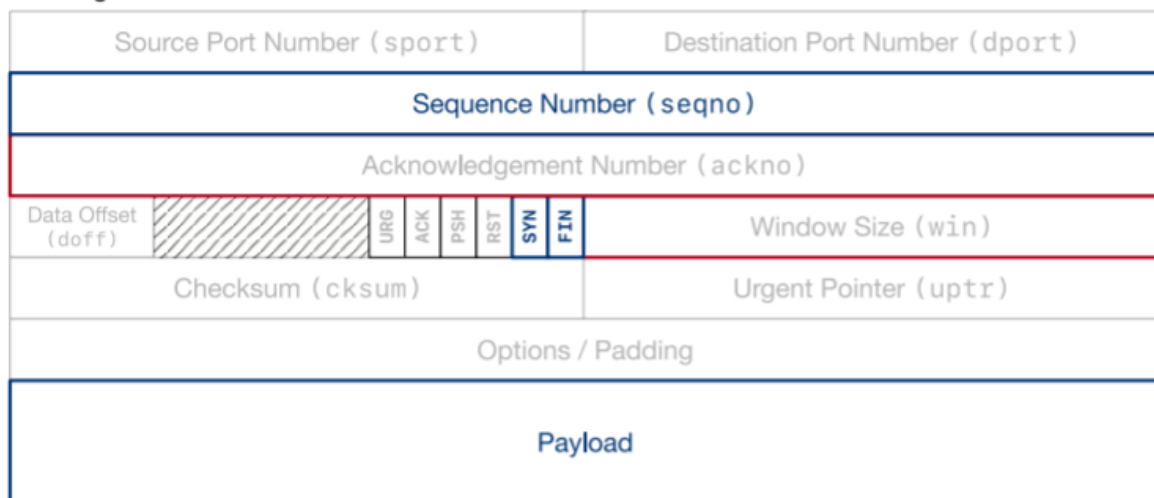 Source Port Number (sport) Destination Port Number (dport)
Sequence Number (seqno)
Acknowledgement Number (ackno)
Data Offset (doff) URG ACK PSH RST SYN FIN Window Size (win)
Checksum (cksum) Urgent Pointer (uptr)
Options / Padding
Payload